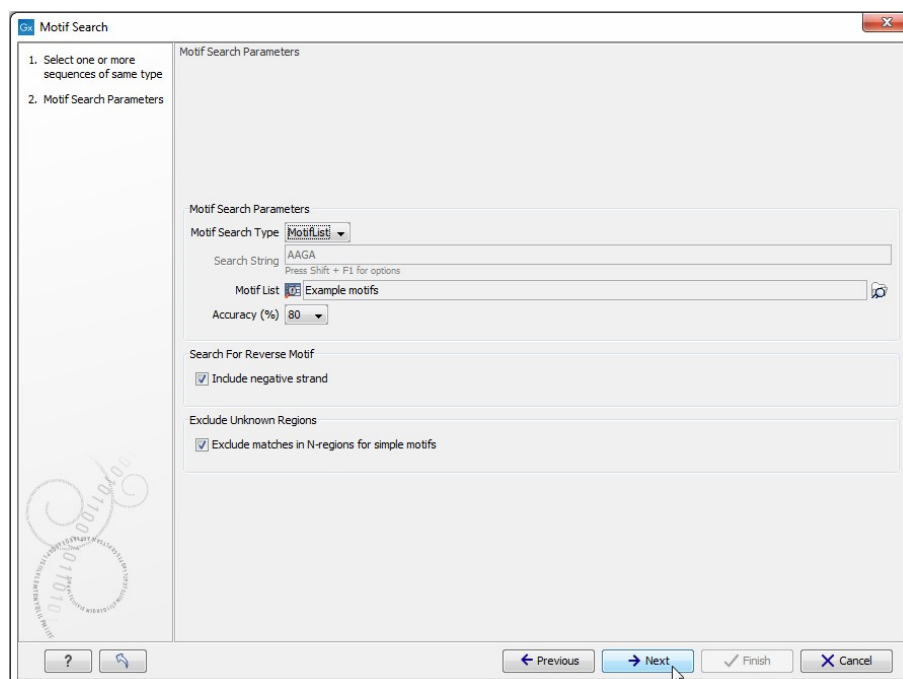 Gx Motif Search
1. Select one or more
sequences of same type
2. Motif Search Parameters
Motif Search Parameters
Motif Search Parameters
Motif Search Type MotifList
Search String AAGA
Press Shift + F1 for options
Motif List Example motifs
Accuracy (%) 80
Search For Reverse Motif
Include negative strand
Exclude Unknown Regions
Exclude matches in N-regions for simple motifs
? Previous Next Finish Cancel